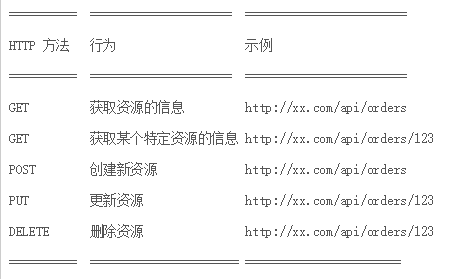 HTTP 方法 行为 示例
GET 获取资源的信息 http://xx.com/api/orders
GET 获取某个特定资源的信息 http://xx.com/api/orders/123
POST 创建新资源 http://xx.com/api/orders
PUT 更新资源 http://xx.com/api/orders/123
DELETE 删除资源 http://xx.com/api/orders/123